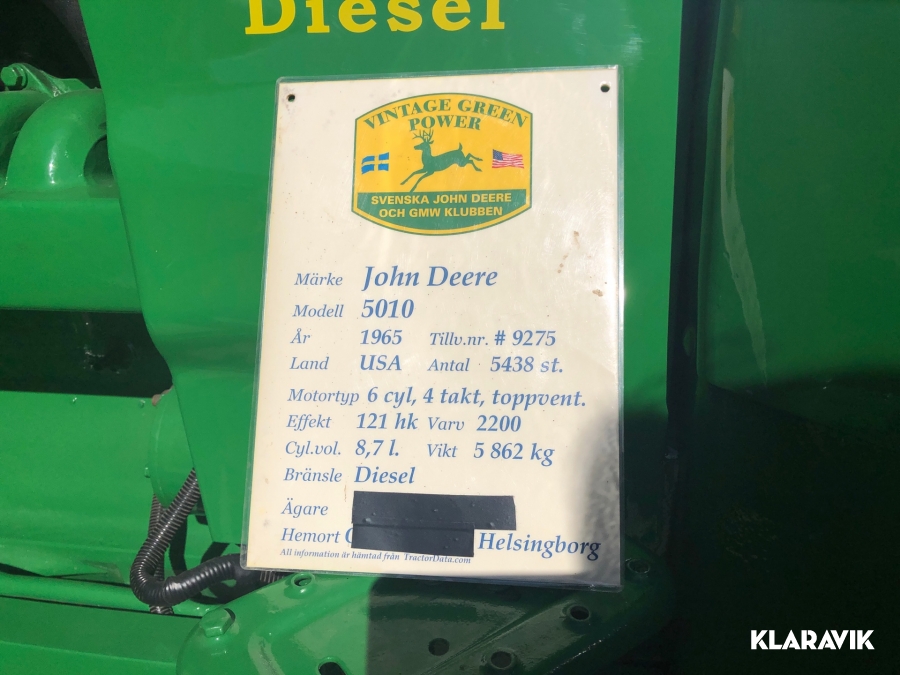 Diesel
VINTAGE GREEN
POWER
SVENSKA JOHN DEERE
OCH GMW KLUBBEN
Märke John Deere
Modell 5010
År 1965 Tillv.nr. # 9275
Land USA Antal 5438 st.
Motortyp 6 cyl, 4 takt, toppvent.
Effekt 121 hk Varv 2200
Cyl.vol. 8,7 l. Vikt 5 862 kg
Bränsle Diesel
Ägare
Hemort Helsingborg
All information är hämtad från TractorData.com
KLARAVIK